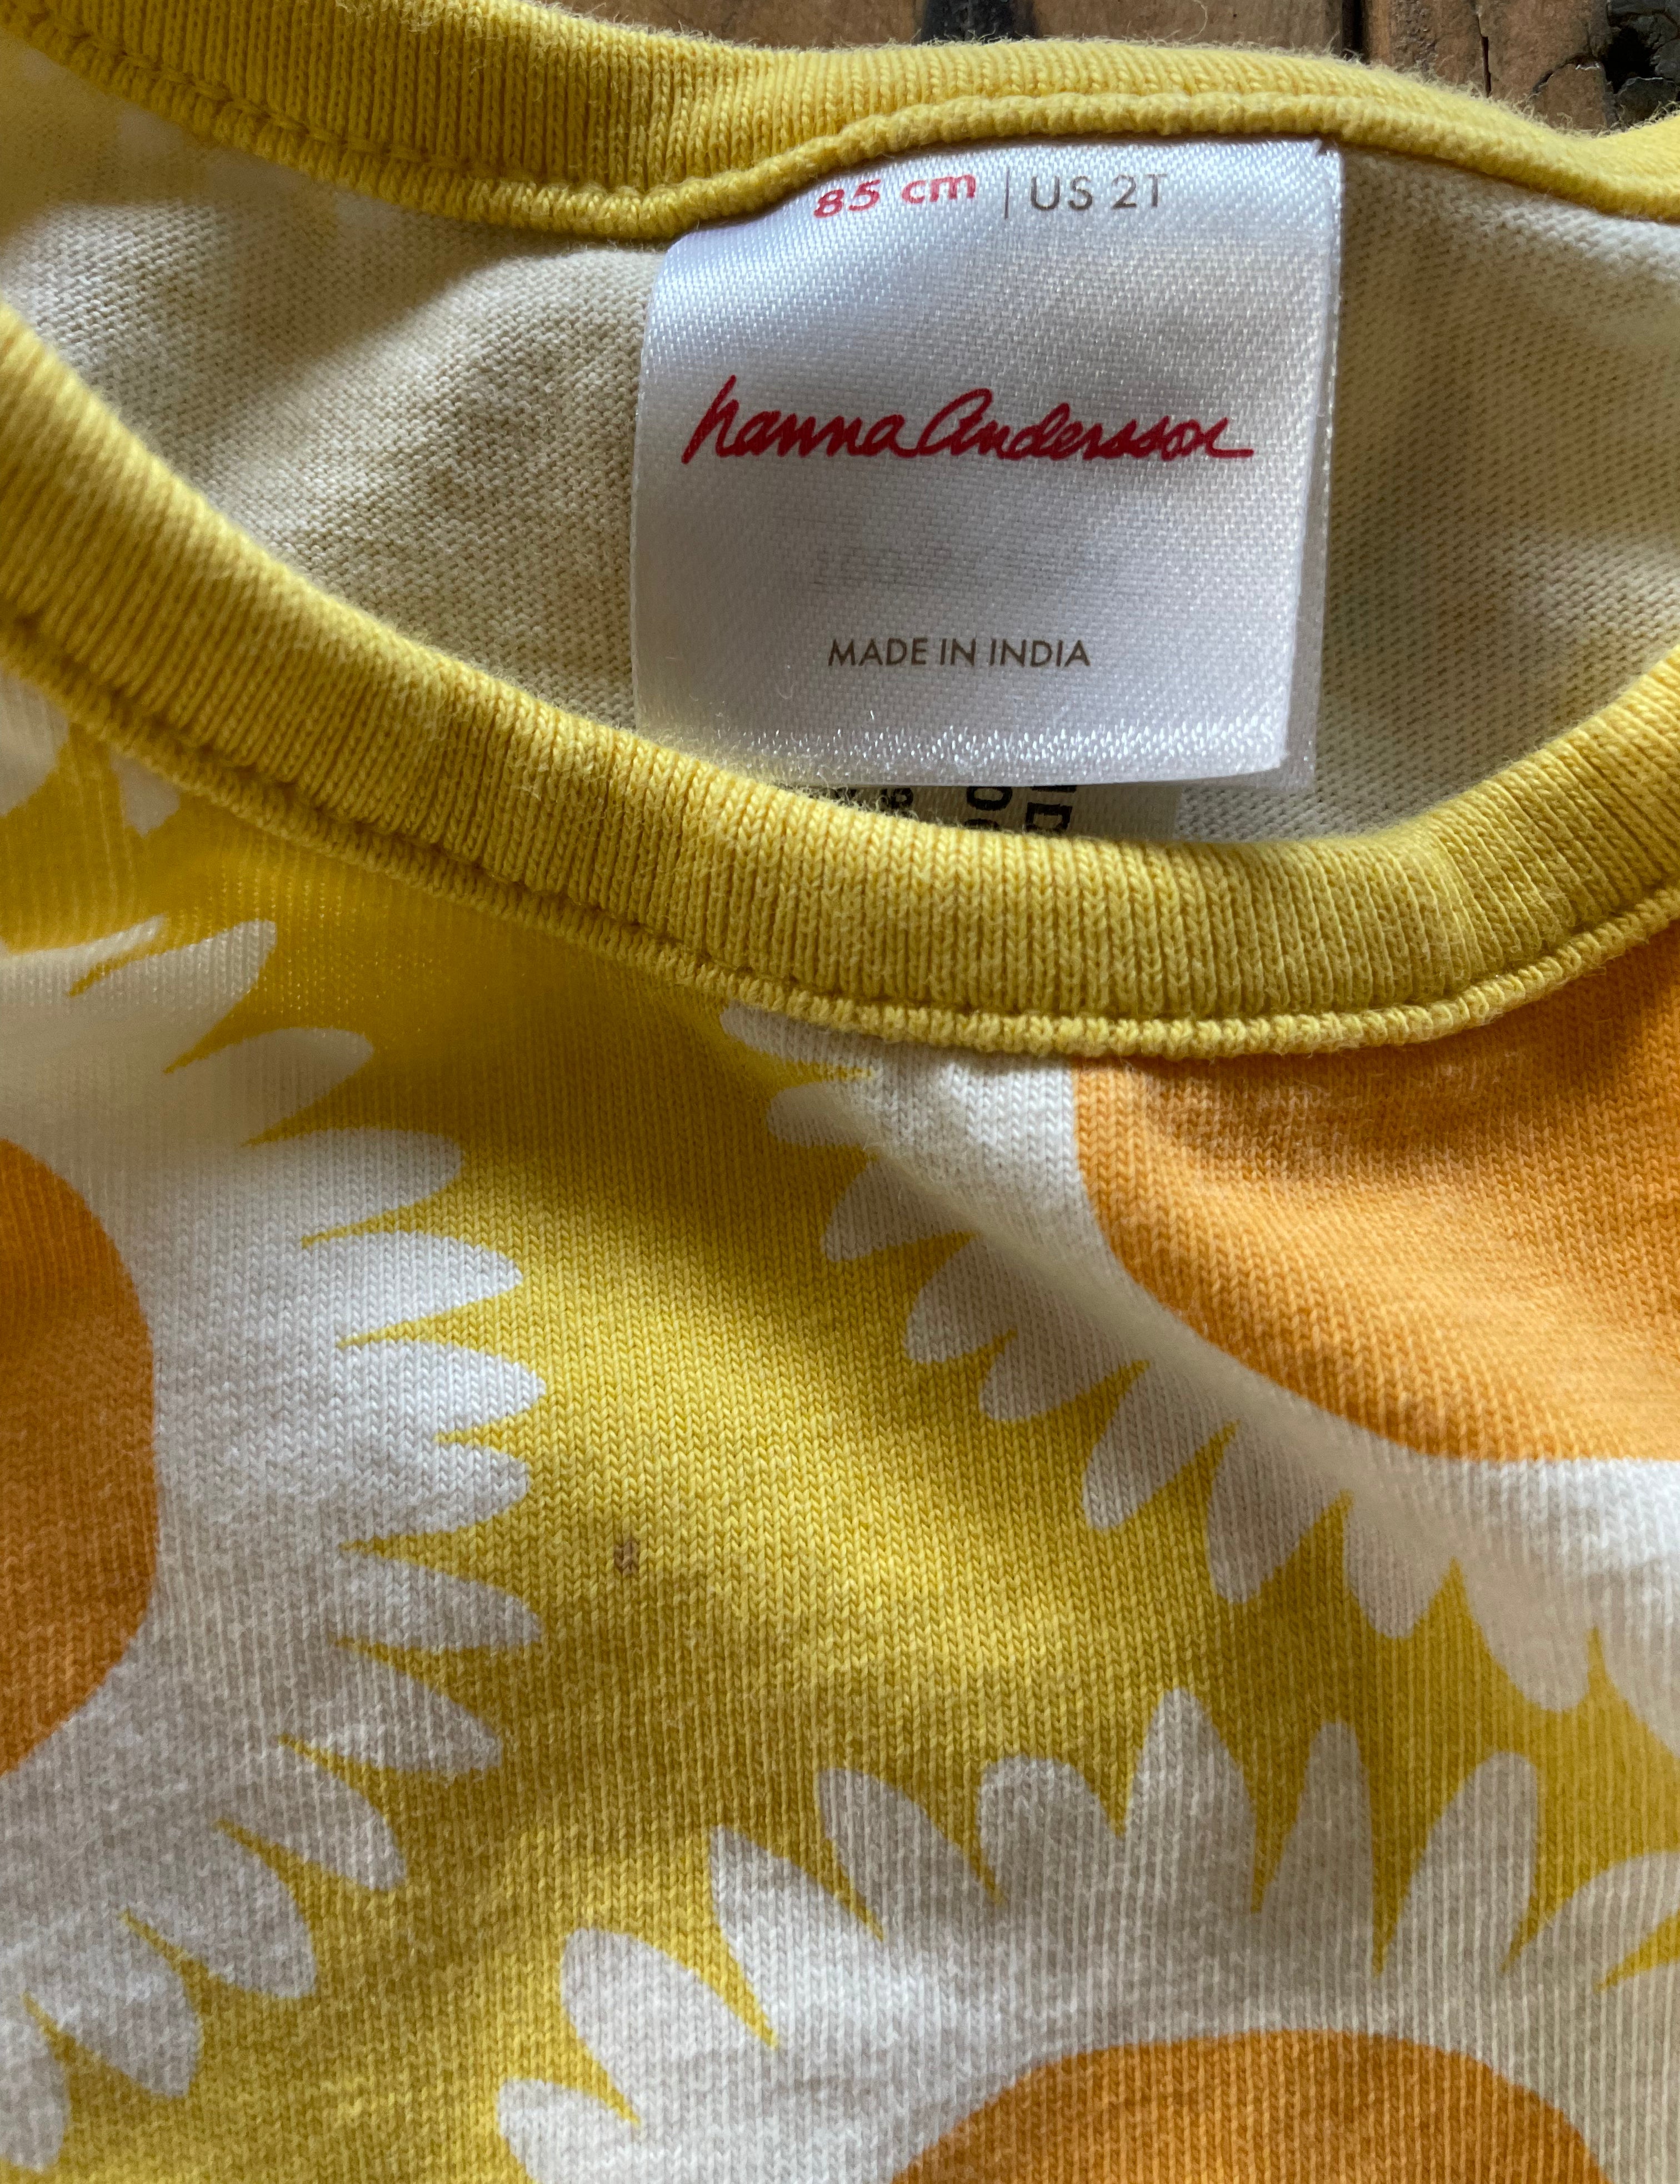 85 cm | US 2T
hanna Andersson
MADE IN INDIA